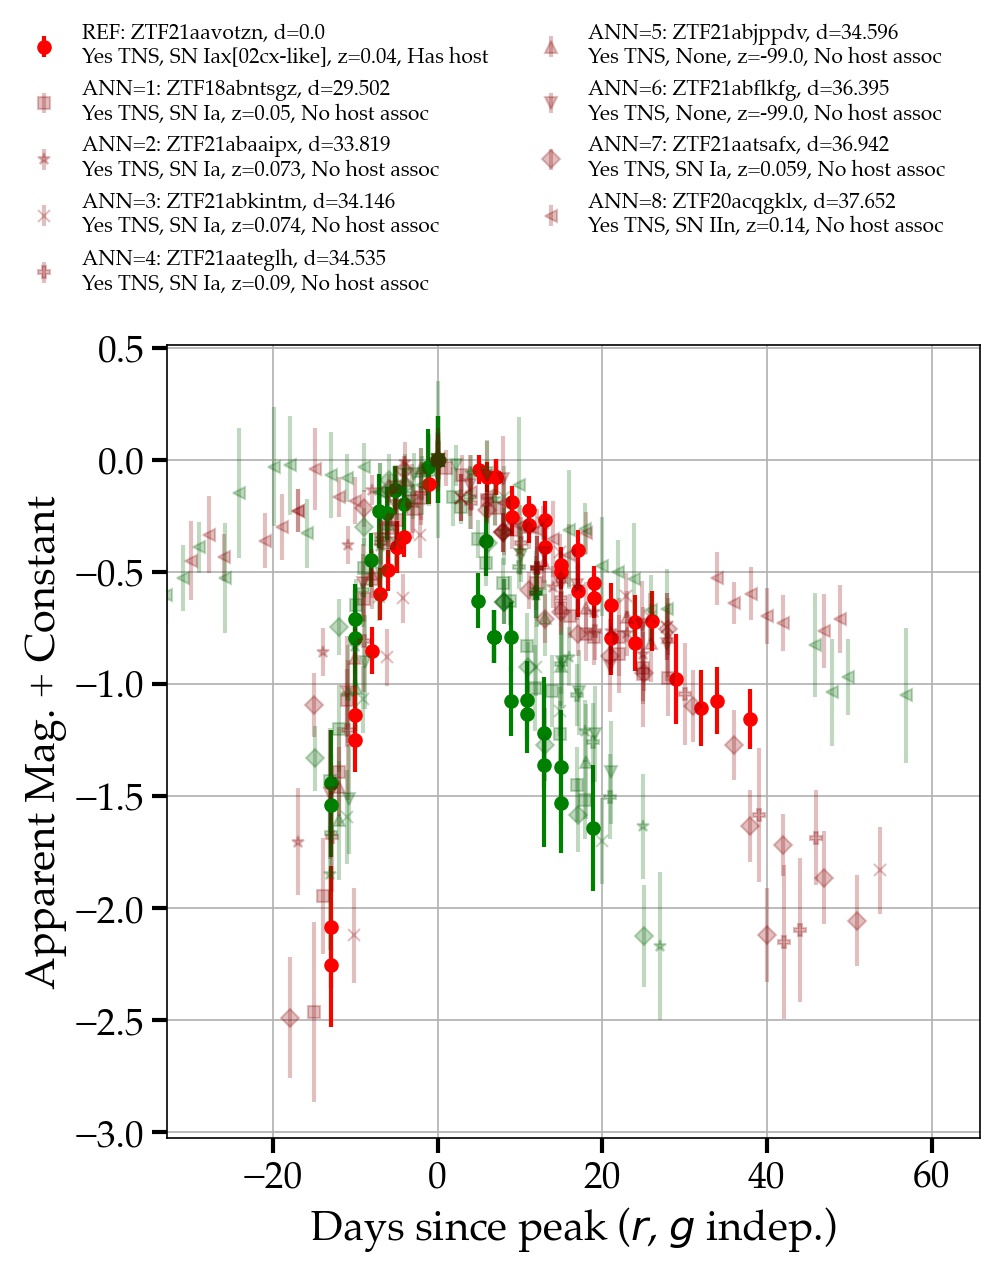 REF: ZTF21aavotzn, d=0.0
Yes TNS, SN Iax[02cx-like], z=0.04, Has host
ANN=1: ZTF18abntsgz, d=29.502
Yes TNS, SN Ia, z=0.05, No host assoc
ANN=2: ZTF21abaaipx, d=33.819
Yes TNS, SN Ia, z=0.073, No host assoc
ANN=3: ZTF21abkintm, d=34.146
Yes TNS, SN Ia, z=0.074, No host assoc
ANN=4: ZTF21aateglh, d=34.535
Yes TNS, SN Ia, z=0.09, No host assoc
ANN=5: ZTF21abjppdv, d=34.596
Yes TNS, None, z=-99.0, No host assoc
ANN=6: ZTF21abflkfg, d=36.395
Yes TNS, None, z=-99.0, No host assoc
ANN=7: ZTF21aatsafx, d=36.942
Yes TNS, SN Ia, z=0.059, No host assoc
ANN=8: ZTF20acqgklx, d=37.652
Yes TNS, SN IIn, z=0.14, No host assoc
0.5
0.0
−0.5
−1.0
−1.5
−2.0
−2.5
−3.0
Apparent Mag. + Constant
−20
0
20
40
60
Days since peak (r, g indep.)